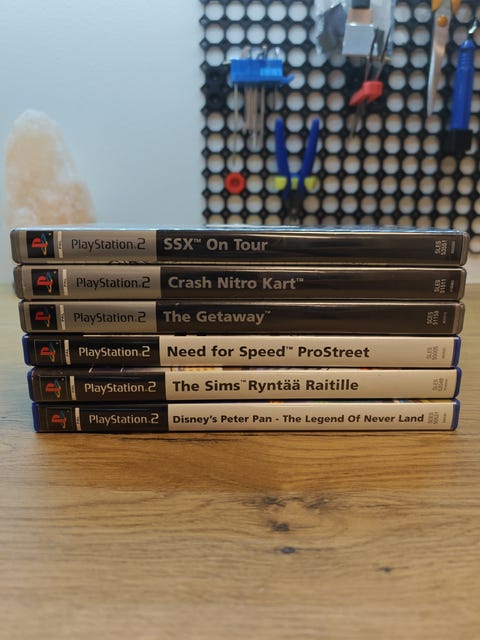 PlayStation.2 SSX™ On Tour
PlayStation.2 Crash Nitro Kart™
PlayStation.2 The Getaway™
PlayStation.2 Need for Speed™ ProStreet
PlayStation.2 The Sims™ Ryntää Raitille
PlayStation.2 Disney's Peter Pan - The Legend Of Never Land